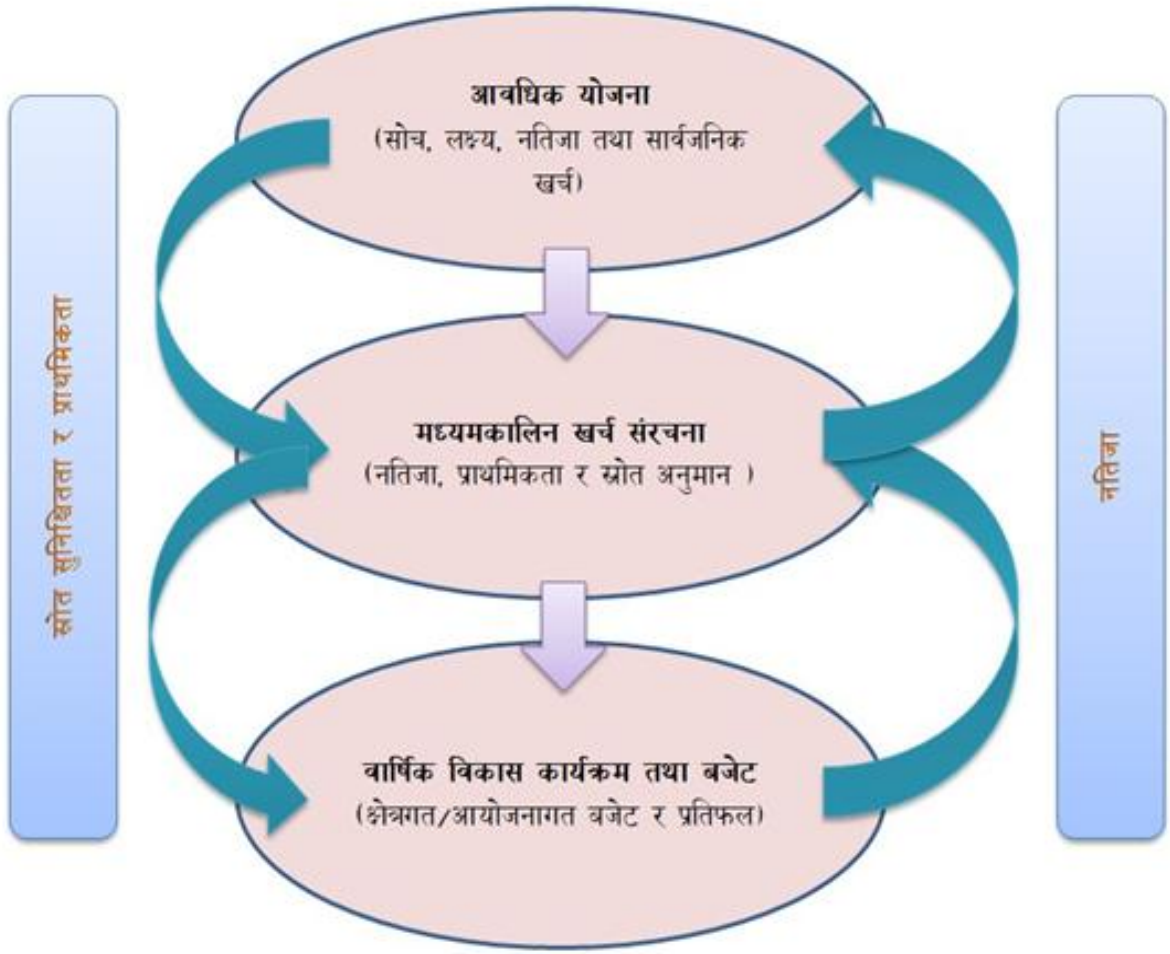 आवधिक योजना
(सोच, लक्ष्य, नतिजा तथा सार्वजनिक
खर्च)
स्रोत सुनिश्चितता र प्राथमिकता
मध्यमकालिन खर्च संरचना
(नतिजा, प्राथमिकता र स्रोत अनुमान )
नतिजा
वार्षिक विकास कार्यक्रम तथा बजेट
(क्षेत्रगत/आयोजनागत बजेट र प्रतिफल)